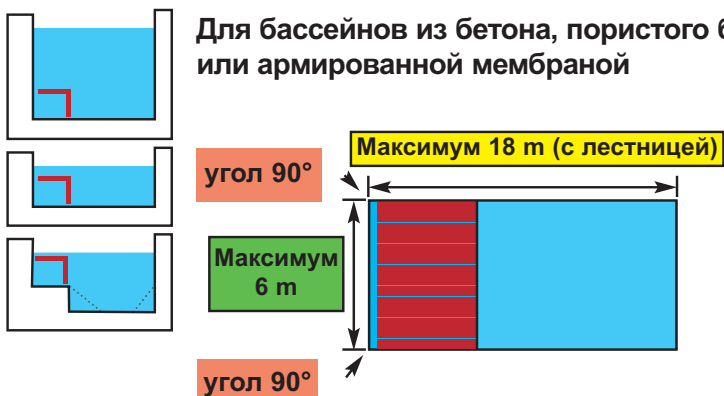 Для бассейнов из бетона, пористого
или армированной мембраной
Максимум 18 m (с лестницей)
угол 90°
Максимум
6 m
угол 90°